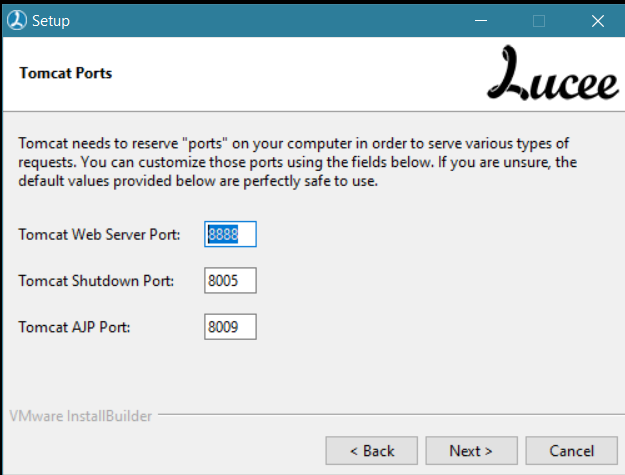 Setup
Tomcat Ports
Lucee
Tomcat needs to reserve "ports" on your computer in order to serve various types of
requests. You can customize those ports using the fields below. If you are unsure, the
default values provided below are perfectly safe to use.
Tomcat Web Server Port: 8888
Tomcat Shutdown Port: 8005
Tomcat AJP Port: 8009
VMware InstallBuilder
< Back Next > Cancel